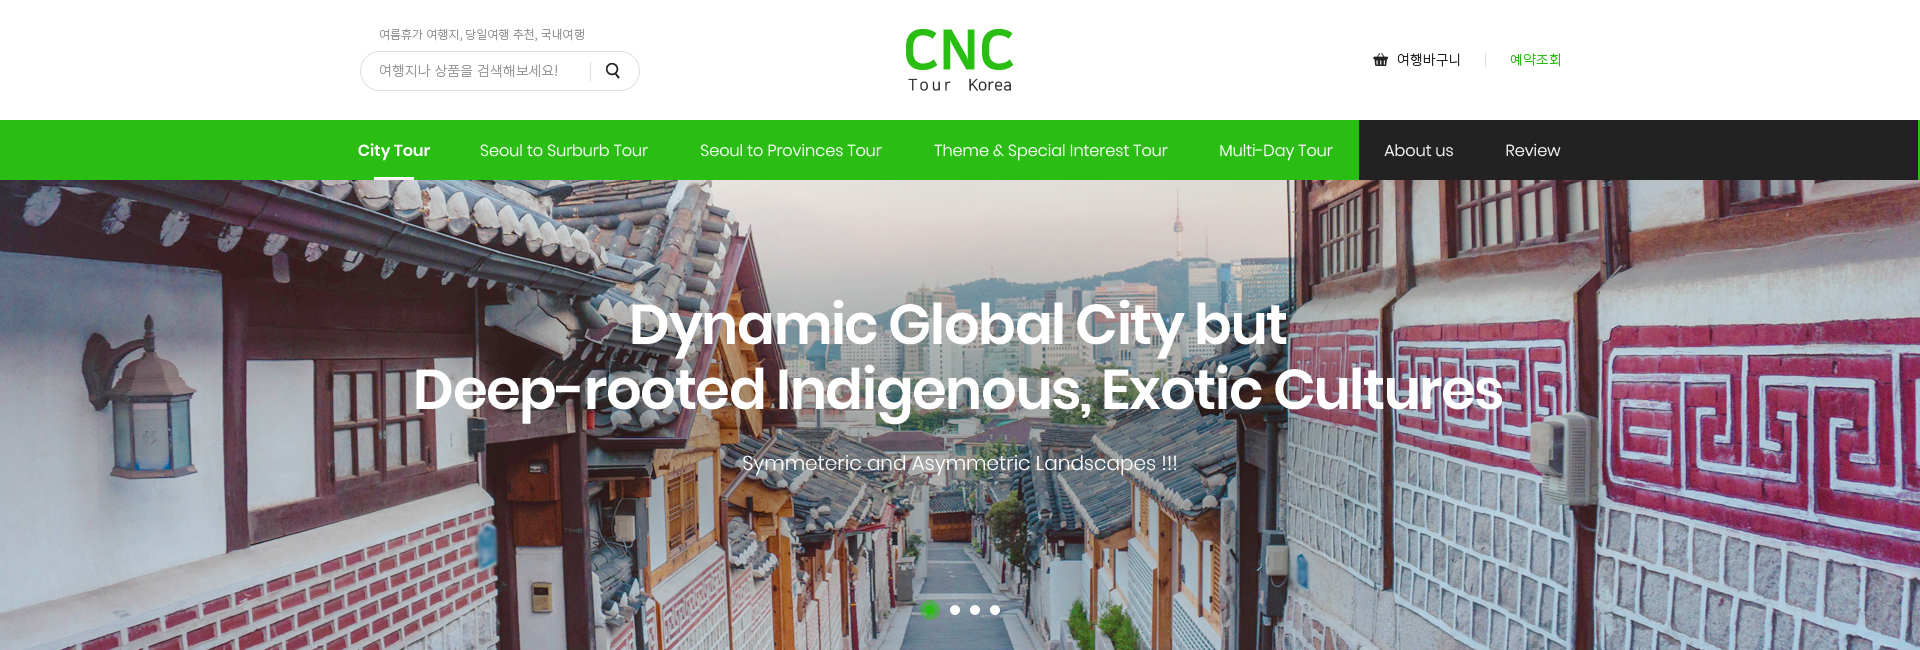 여름휴가 여행지, 당일여행 추천, 국내여행
여행지나 상품을 검색해보세요!
CNC
Tour Korea
여행바구니
예약조회
City Tour
Seoul to Surburb Tour
Seoul to Provinces Tour
Theme & Special Interest Tour
Multi-Day Tour
About us
Review
Dynamic Global City but
Deep-rooted Indigenous, Exotic Cultures
Symmeteric and Asymmetric Landscapes !!!